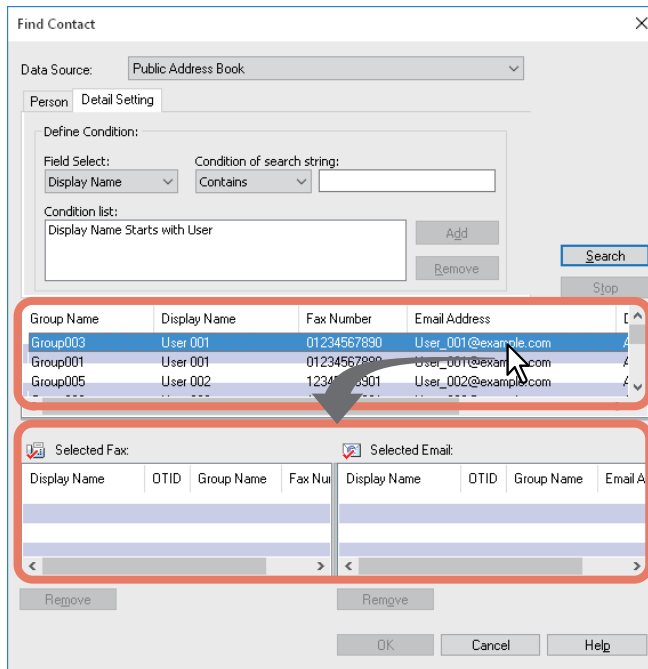 Find Contact
Data Source: Public Address Book
Person Detail Setting
Define Condition:
Field Select: Condition of search string:
Display Name Contains
Condition list:
Display Name Starts with User
Add
Search
Remove
Stop
Group Name Display Name Fax Number Email Address
Group003 User 001 01234567890 User_001@example.com
Group001 User 001 User_001@example.com
Group005 User 002 User_002@example.com
Selected Fax: Selected Email:
Display Name OTID Group Name Fax Nu Display Name OTID Group Name Email A
Remove Remove
OK Cancel Help